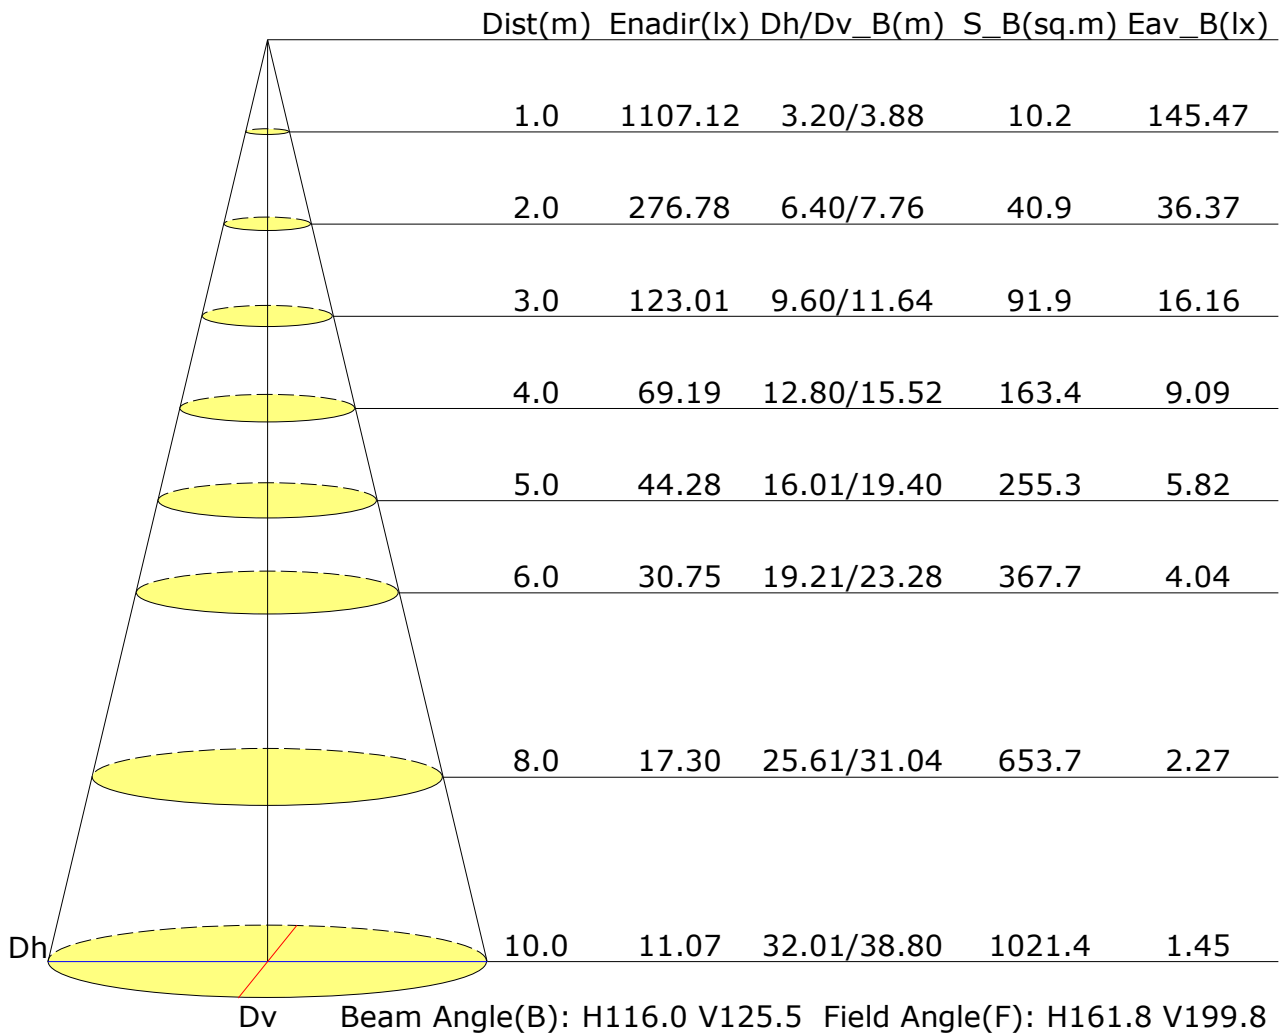 Dist(m) Enadir(lx) Dh/Dv_B(m) S_B(sq.m) Eav_B(lx)
1.0 1107.12 3.20/3.88 10.2 145.47
2.0 276.78 6.40/7.76 40.9 36.37
3.0 123.01 9.60/11.64 91.9 16.16
4.0 69.19 12.80/15.52 163.4 9.09
5.0 44.28 16.01/19.40 255.3 5.82
6.0 30.75 19.21/23.28 367.7 4.04
8.0 17.30 25.61/31.04 653.7 2.27
Dh 10.0 11.07 32.01/38.80 1021.4 1.45
Dv Beam Angle(B): H116.0 V125.5 Field Angle(F): H161.8 V199.8